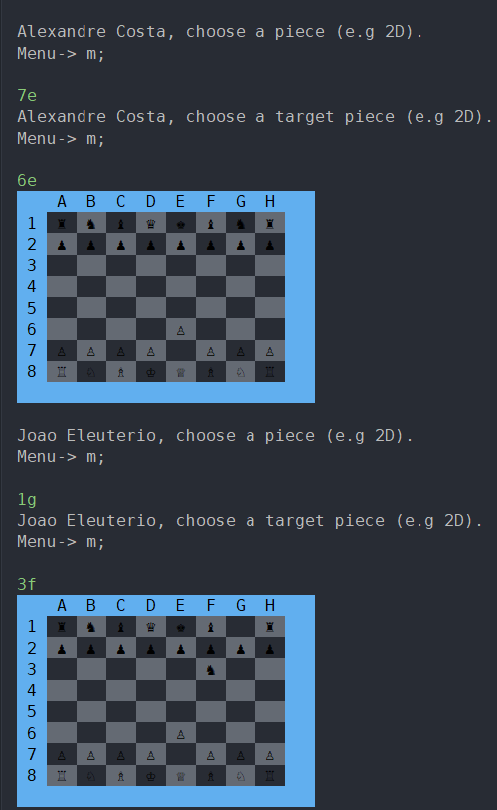 Alexandre Costa, choose a piece (e.g 2D).
Menu-> m;
7e
Alexandre Costa, choose a target piece (e.g 2D).
Menu-> m;
6e
A B C D E F G H
1 ♜ ♞ ♝ ♛ ♚ ♝ ♞ ♜
2 ♟ ♟ ♟ ♟ ♟ ♟ ♟ ♟
3
4
5
6 ♙
7 ♙ ♙ ♙ ♙ ♙ ♙ ♙
8 ♖ ♘ ♗ ♔ ♕ ♗ ♘ ♖
Joao Eleuterio, choose a piece (e.g 2D).
Menu-> m;
1g
Joao Eleuterio, choose a target piece (e.g 2D).
Menu-> m;
3f
A B C D E F G H
1 ♜ ♞ ♝ ♛ ♚ ♝ ♜
2 ♟ ♟ ♟ ♟ ♟ ♟ ♟ ♟
3 ♞
4
5
6 ♙
7 ♙ ♙ ♙ ♙ ♙ ♙ ♙
8 ♖ ♘ ♗ ♔ ♕ ♗ ♘ ♖